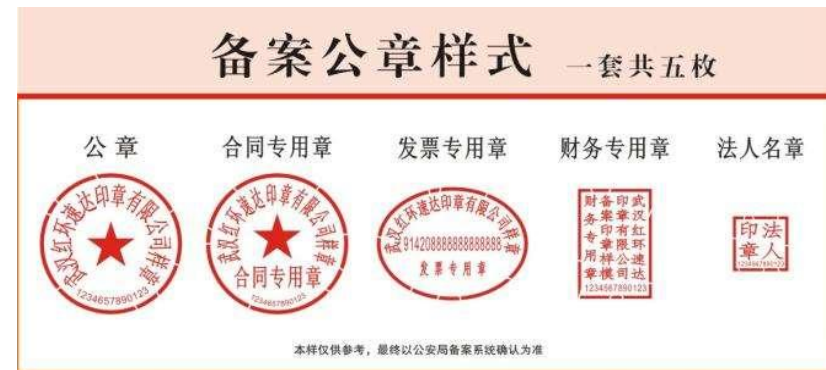 备案公章样式 一套共五枚
公章 合同专用章 发票专用章 财务专用章 法人名章
武汉红环速达印章有限公司样章
1234657890123
武汉红环速达印章有限公司样章
合同专用章
1234657890123
武汉红环速达印章有限公司样章
914208888888888888
发票专用章
武汉红环速达
印章有限公司
备案印章样模
财务专用章
1234567890123
法人
印章
1234567890123
本样仅供参考，最终以公安局备案系统确认为准